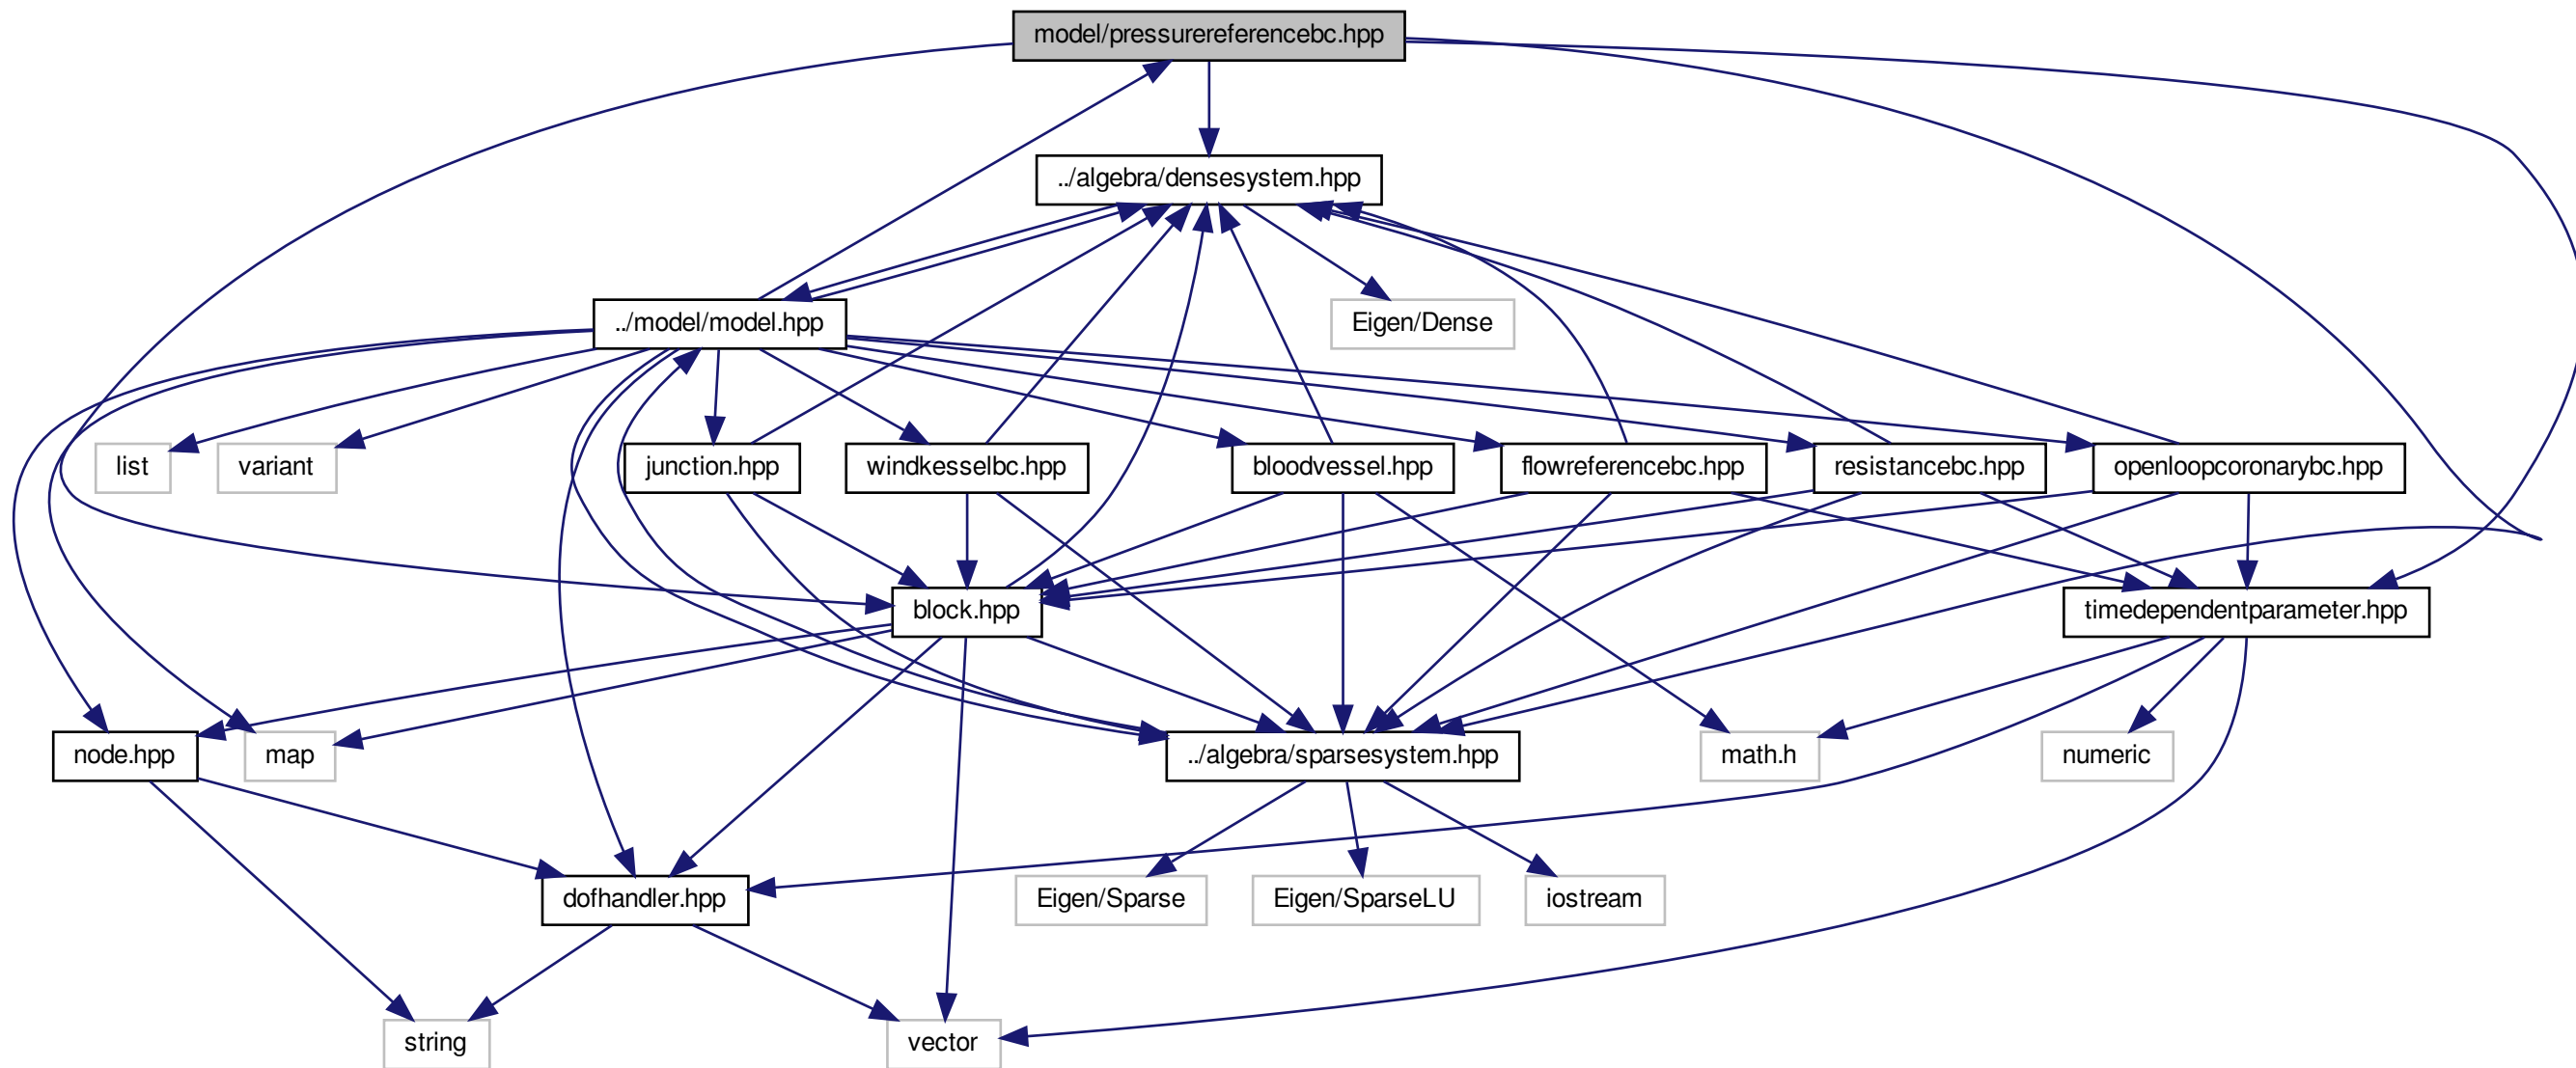 model/pressurereferencebc.hpp
../algebra/densesystem.hpp
../model/model.hpp
Eigen/Dense
list
variant
junction.hpp
windkesselbc.hpp
bloodvessel.hpp
flowreferencebc.hpp
resistancebc.hpp
openloopcoronarybc.hpp
block.hpp
timedependentparameter.hpp
node.hpp
map
../algebra/sparsesystem.hpp
math.h
numeric
dofhandler.hpp
Eigen/Sparse
Eigen/SparseLU
iostream
string
vector